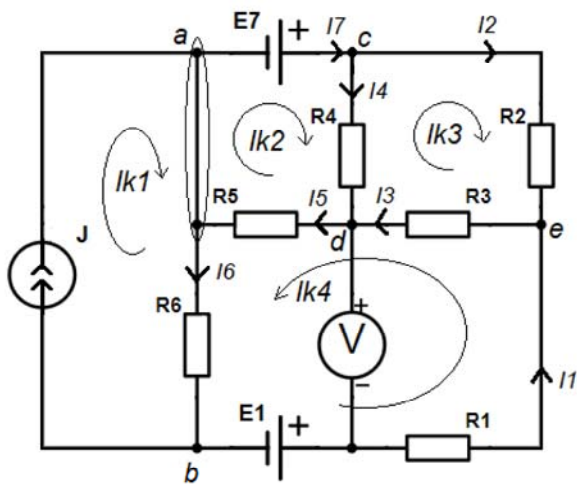 E7
I7
I2
a
+
c
I4
R4
R2
Ik1
Ik2
Ik3
R5
I5
I3
R3
J
d
e
I6
Ik4
R6
+
V
−
I1
E1
+
R1
b